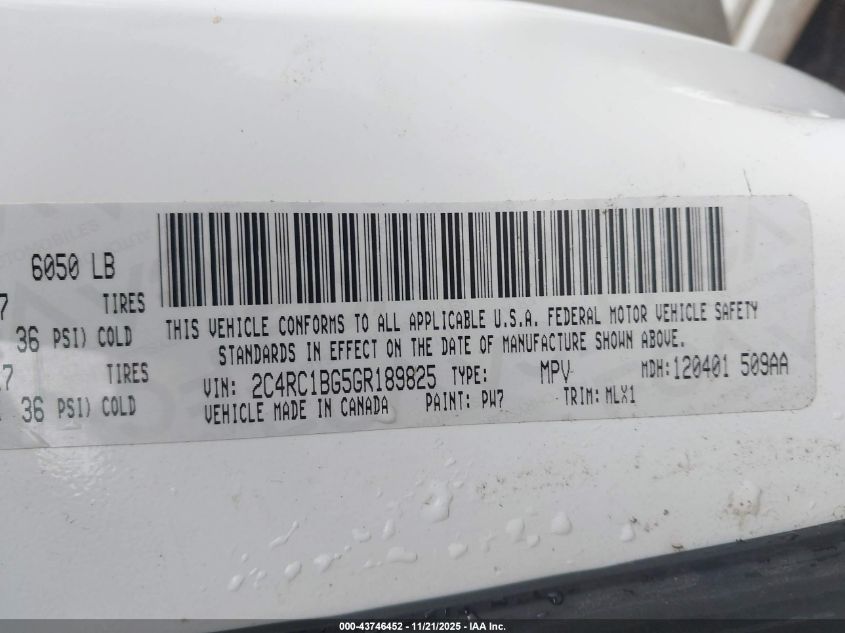 6050 LB
7 TIRES
36 PSI) COLD
7 TIRES
36 PSI) COLD
THIS VEHICLE CONFORMS TO ALL APPLICABLE U.S.A. FEDERAL MOTOR VEHICLE SAFETY
STANDARDS IN EFFECT ON THE DATE OF MANUFACTURE SHOWN ABOVE.
VIN: 2C4RC1BG5GR189825 TYPE: MPV MDH:120401 509AA
VEHICLE MADE IN CANADA PAINT: PW7 TRIM: MLX1
000-43746452 - 11/21/2025 - IAA Inc.